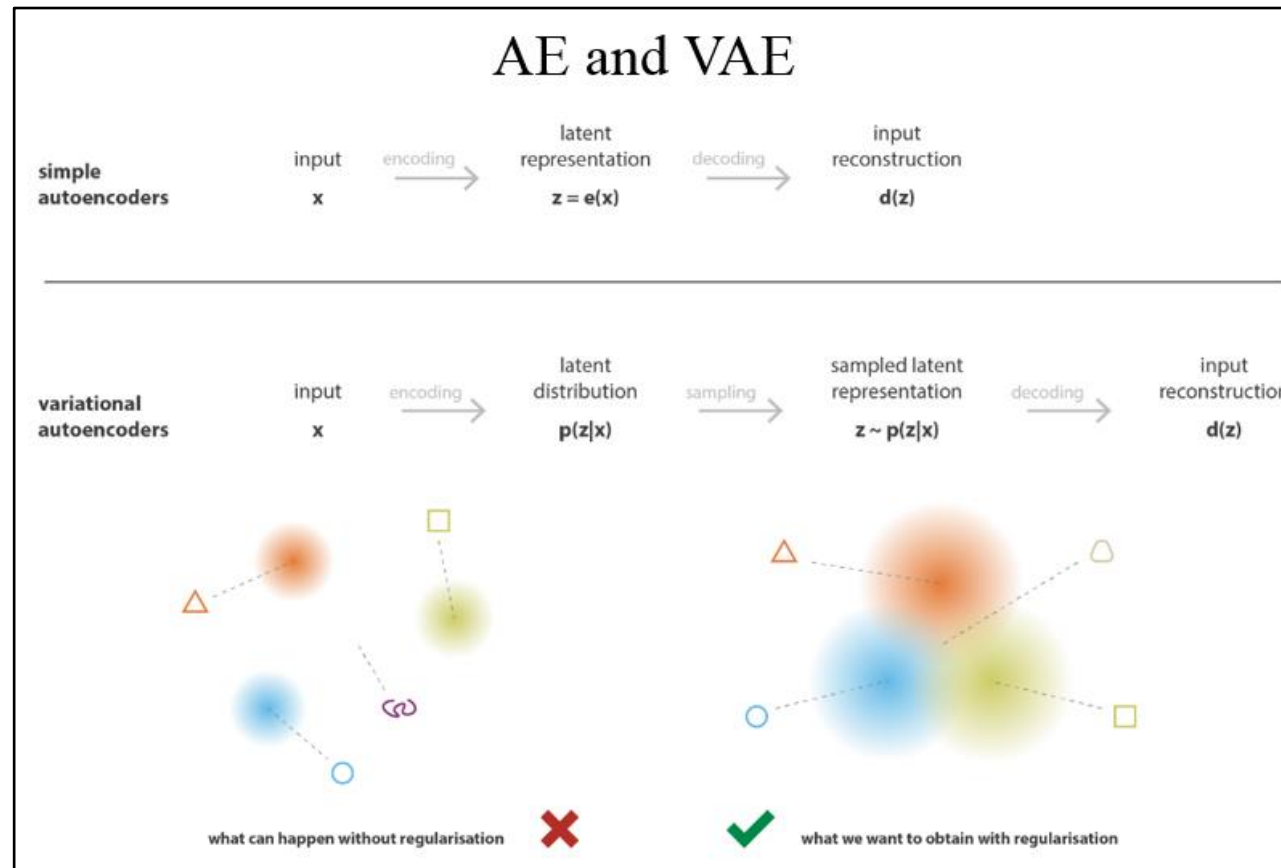 AE and VAE
simple
autoencoders
input
x
encoding
latent
representation
z = e(x)
decoding
input
reconstruction
d(z)
variational
autoencoders
input
x
encoding
latent
distribution
p(z|x)
sampling
sampled latent
representation
z ~ p(z|x)
decoding
input
reconstruction
d(z)
what can happen without regularisation
what we want to obtain with regularisation